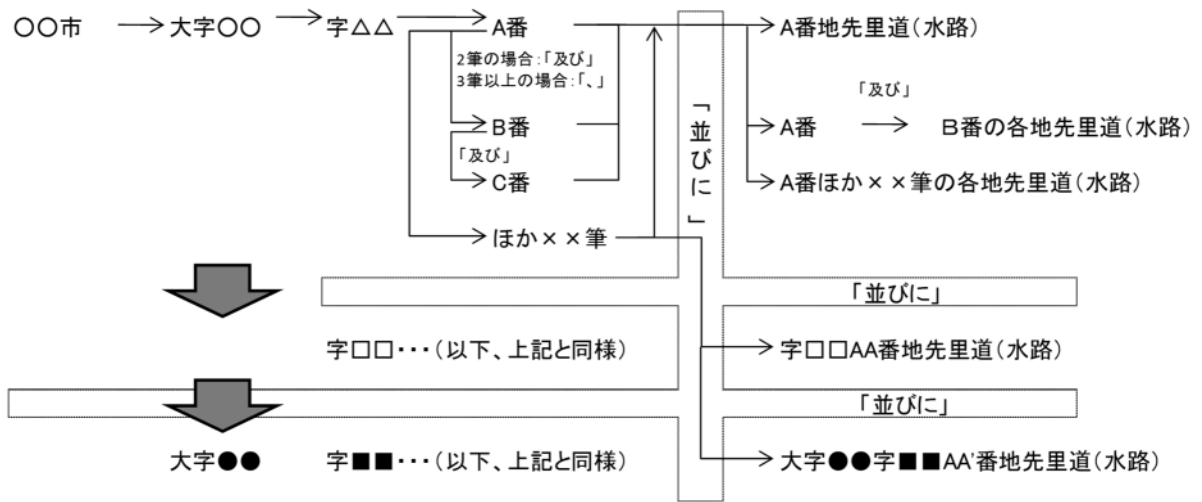 〇〇市
大字〇〇
字△△
A番
A番地先里道(水路)
2筆の場合:「及び」
3筆以上の場合:「、」
「及び」
B番
A番
B番の各地先里道(水路)
「及び」
C番
A番ほか××筆の各地先里道(水路)
「並びに」
ほか××筆
「並びに」
字□□・・・(以下、上記と同様)
字□□AA番地先里道(水路)
「並びに」
大字●●
字■■・・・(以下、上記と同様)
大字●●字■■AA'番地先里道(水路)